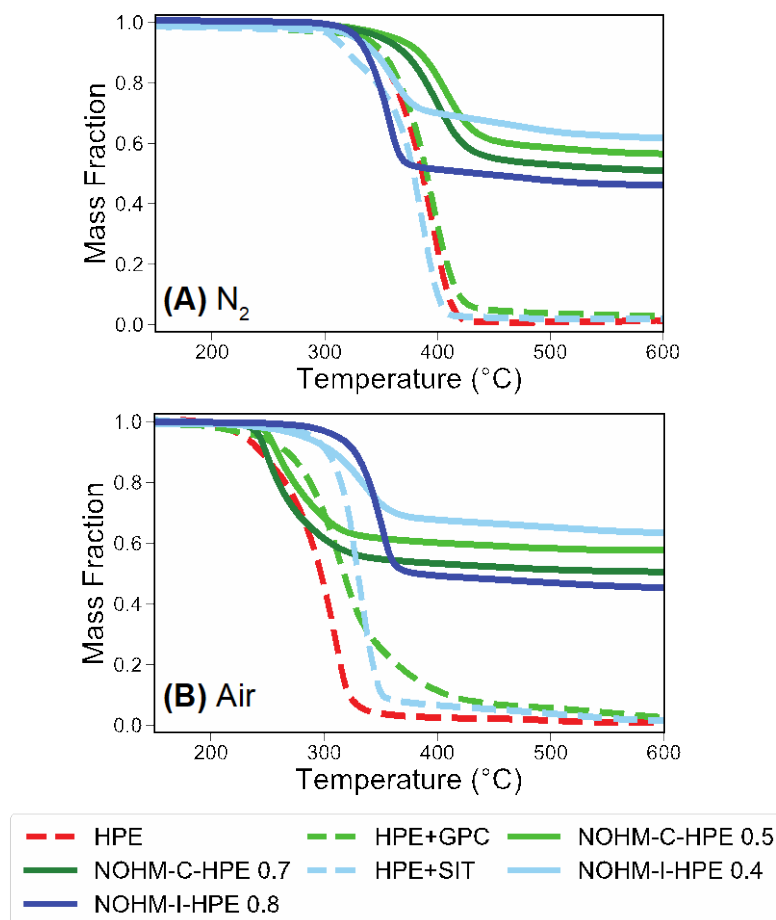 1.0
0.8
0.6
0.4
0.2
0.0
Mass Fraction
(A) N₂
200 300 400 500 600
Temperature (°C)
1.0
0.8
0.6
0.4
0.2
0.0
Mass Fraction
(B) Air
200 300 400 500 600
Temperature (°C)
HPE HPE+GPC NOHM-C-HPE 0.5
NOHM-C-HPE 0.7 HPE+SIT NOHM-I-HPE 0.4
NOHM-I-HPE 0.8